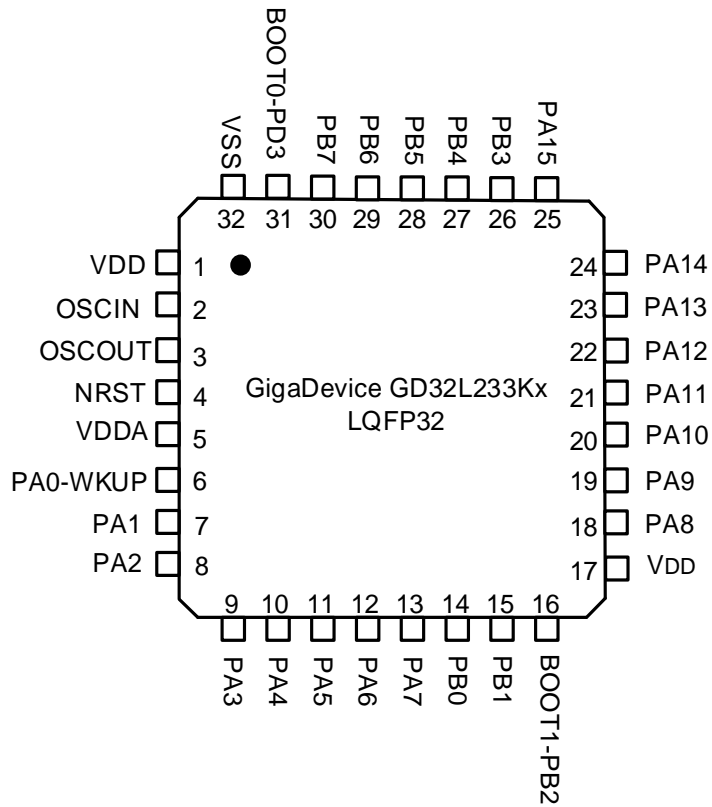 VSS
BOOT0-PD3
PB7
PB6
PB5
PB4
PB3
PA15
32 31 30 29 28 27 26 25
VDD 1
OSCIN 2
OSCOUT 3
NRST 4
VDDA 5
PA0-WKUP 6
PA1 7
PA2 8
GigaDevice GD32L233Kx
LQFP32
24 PA14
23 PA13
22 PA12
21 PA11
20 PA10
19 PA9
18 PA8
17 VDD
9 10 11 12 13 14 15 16
PA3
PA4
PA5
PA6
PA7
PB0
PB1
BOOT1-PB2